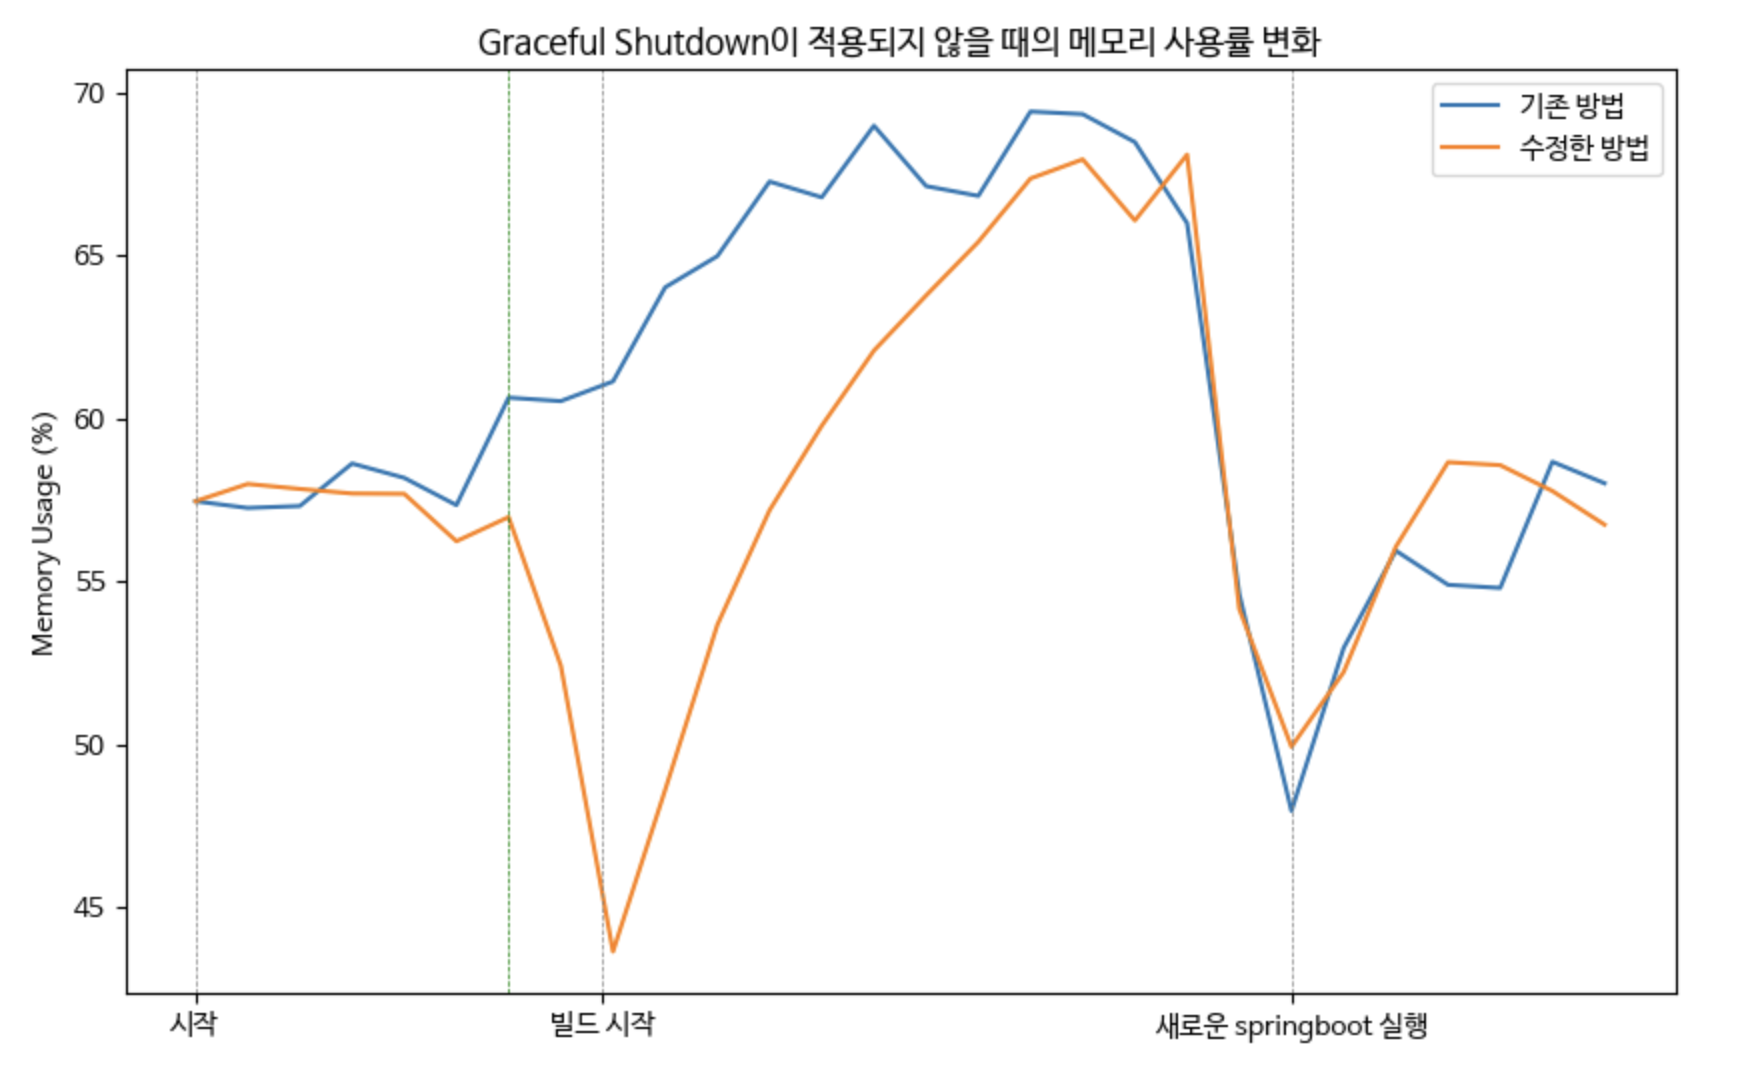 Graceful Shutdown이 적용되지 않을 때의 메모리 사용률 변화
기존 방법
수정한 방법
Memory Usage (%)
70
65
60
55
50
45
시작
빌드 시작
새로운 springboot 실행